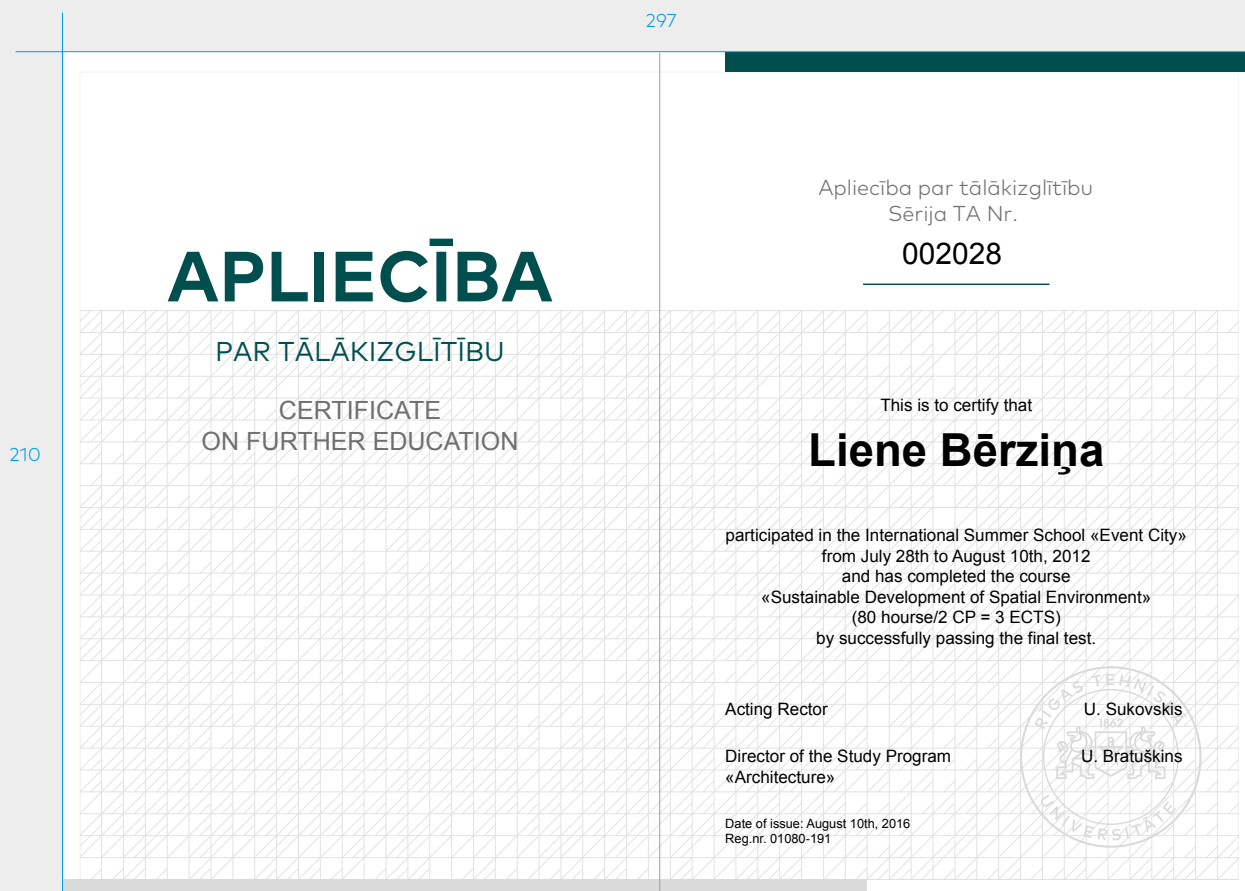 297
210
APLIECĪBA
PAR TĀLĀKIZGLĪTĪBU
CERTIFICATE
ON FURTHER EDUCATION
Apliecība par tālākizglītību
Sērija TA Nr.
002028
This is to certify that
Liene Bērziņa
participated in the International Summer School «Event City»
from July 28th to August 10th, 2012
and has completed the course
«Sustainable Development of Spatial Environment»
(80 hourse/2 CP = 3 ECTS)
by successfully passing the final test.
Acting Rector U. Sukovskis
Director of the Study Program U. Bratuškins
«Architecture»
Date of issue: August 10th, 2016
Reg.nr. 01080-191
RĪGAS TEHNISKĀ
1862
UNIVERSITĀTE